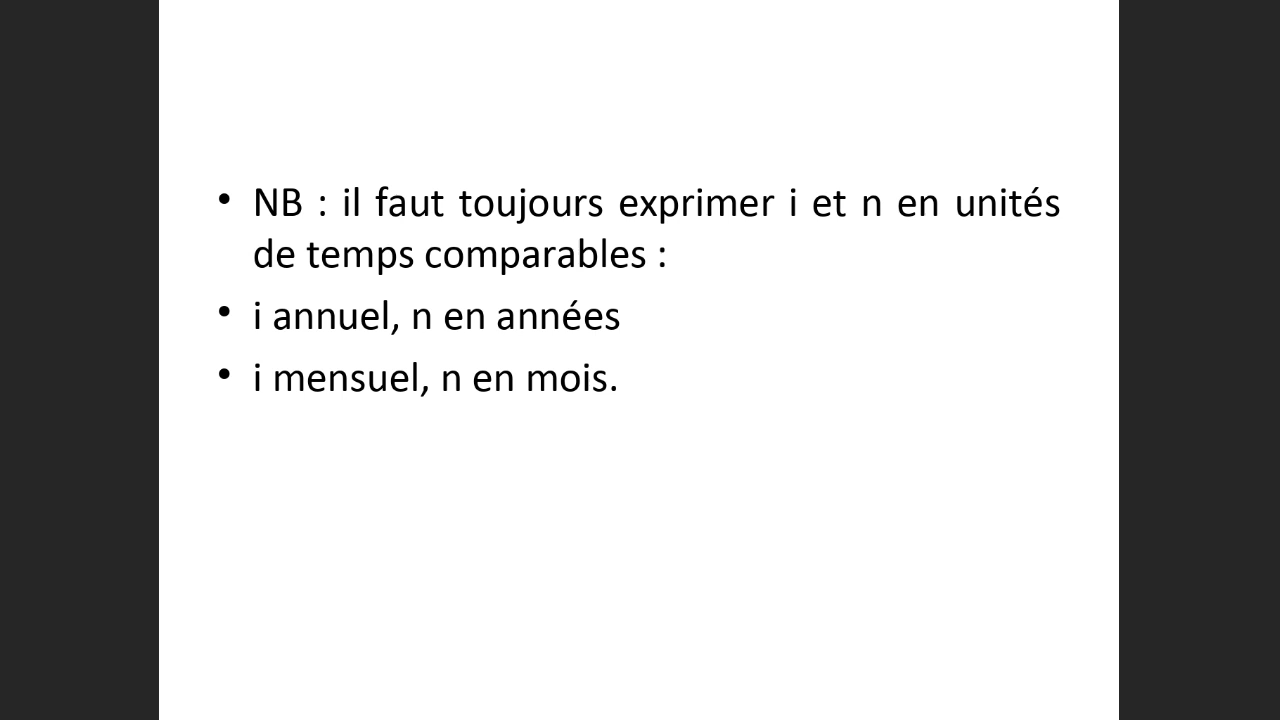 • NB : il faut toujours exprimer i et n en unités
de temps comparables :
• i annuel, n en années
• i mensuel, n en mois.